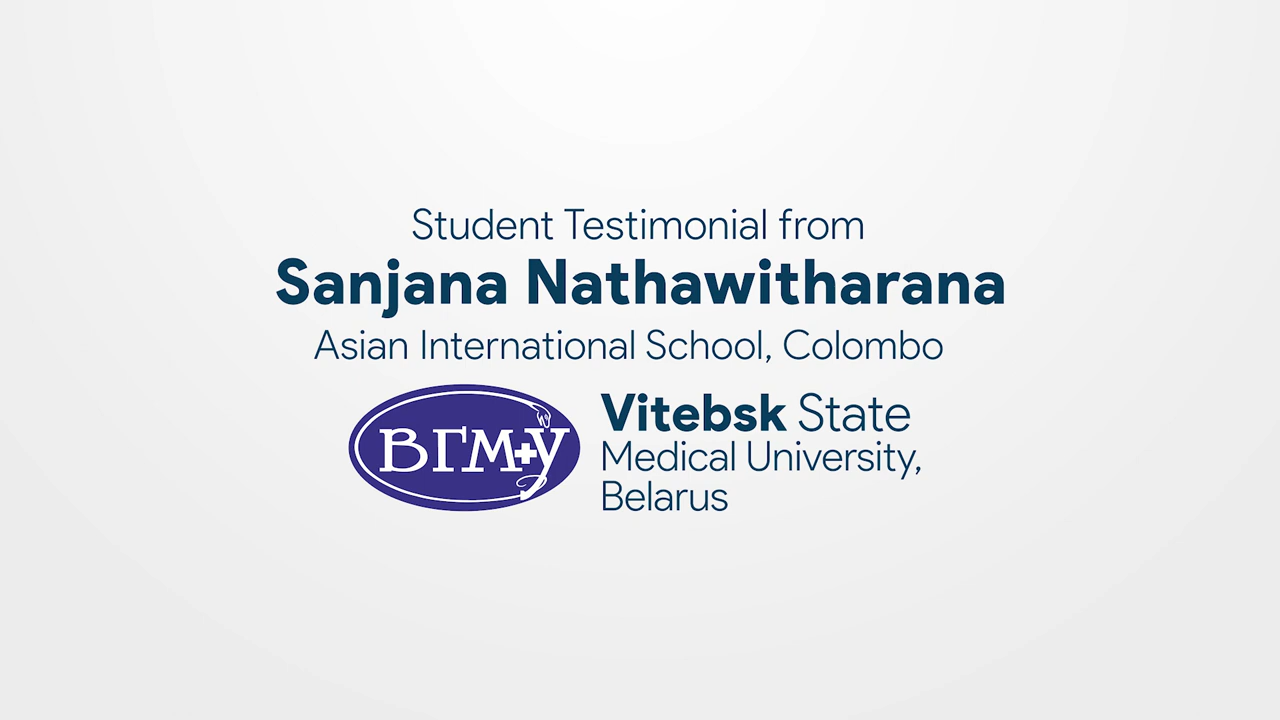 Student Testimonial from
Sanjana Nathawitharana
Asian International School, Colombo
ВГМУ
Vitebsk State
Medical University,
Belarus